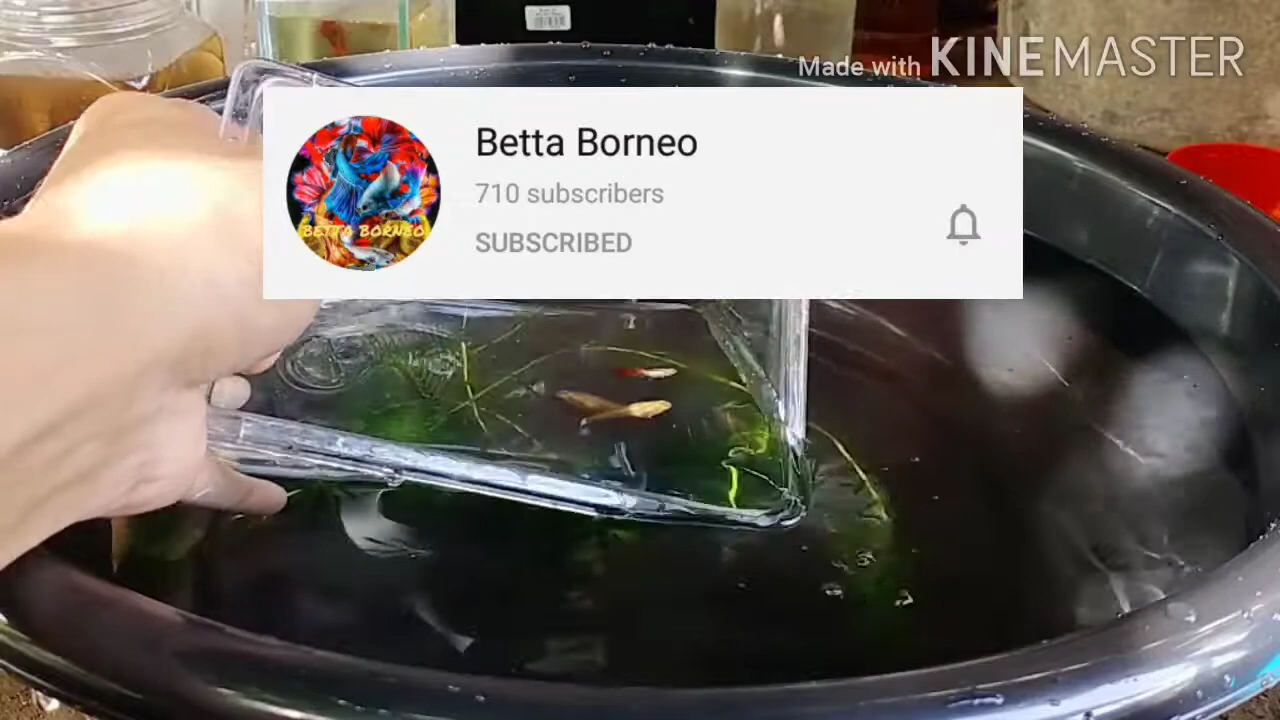 Made with KINEMASTER
Betta Borneo
710 subscribers
SUBSCRIBED
BETTA BORNEO